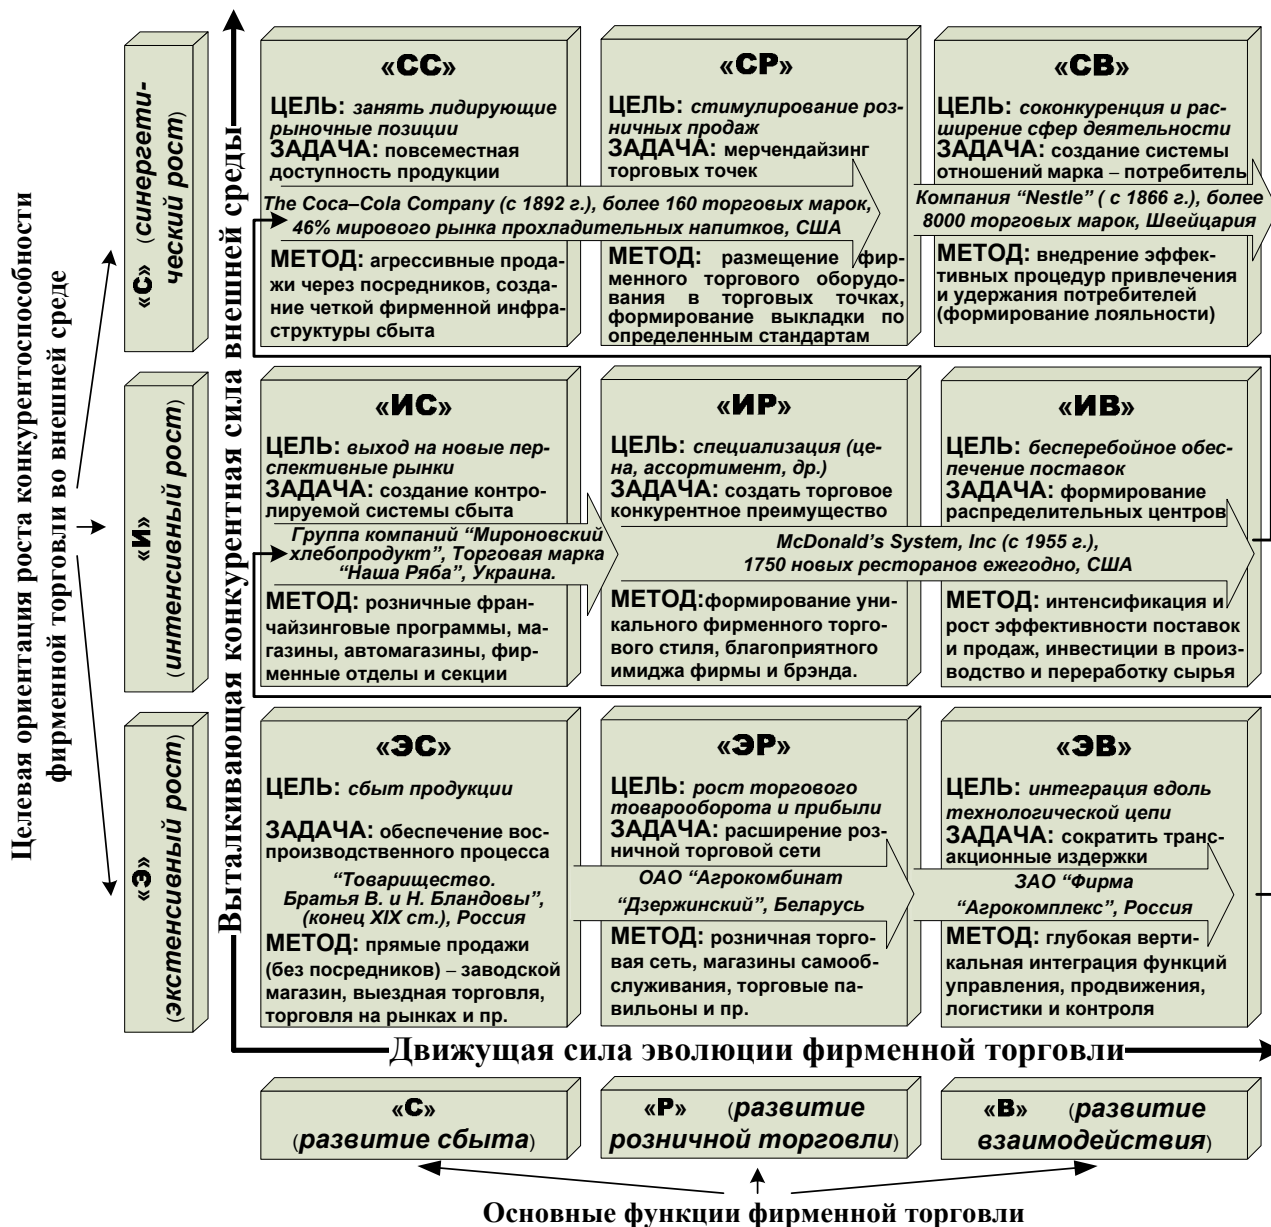 Целевая ориентация роста конкурентоспособности
фирменной торговли во внешней среде
«С» (синергети-
ческий рост)
«И»
(интенсивный рост)
«Э»
(экстенсивный рост)
Выталкивающая конкурентная сила внешней среды
«СС»
ЦЕЛЬ: занять лидирующие
рыночные позиции
ЗАДАЧА: повсеместная
доступность продукции
«СР»
ЦЕЛЬ: стимулирование роз-
ничных продаж
ЗАДАЧА: мерчендайзинг
торговых точек
The Coca–Cola Company (с 1892 г.), более 160 торговых марок,
46% мирового рынка прохладительных напитков, США
МЕТОД: агрессивные прода-
жи через посредников, созда-
ние четкой фирменной инфра-
структуры сбыта
МЕТОД: размещение фир-
менного торгового оборудо-
вания в торговых точках,
формирование выкладки по
определенным стандартам
«СВ»
ЦЕЛЬ: соконкуренция и рас-
ширение сфер деятельности
ЗАДАЧА: создание системы
отношений марка – потребитель
Компания “Nestle” ( с 1866 г.), более
8000 торговых марок, Швейцария
МЕТОД: внедрение эффек-
тивных процедур привлечения
и удержания потребителей
(формирование лояльности)
«ИС»
ЦЕЛЬ: выход на новые пер-
спективные рынки
ЗАДАЧА: создание контро-
лируемой системы сбыта
Группа компаний “Мироновский
хлебопродукт”, Торговая марка
“Наша Ряба”, Украина.
МЕТОД: розничные фран-
чайзинговые программы, ма-
газины, автомагазины, фир-
менные отделы и секции
«ИР»
ЦЕЛЬ: специализация (це-
на, ассортимент, др.)
ЗАДАЧА: создать торговое
конкурентное преимущество
«ИВ»
ЦЕЛЬ: бесперебойное обес-
печение поставок
ЗАДАЧА: формирование
распределительных центров
McDonald’s System, Inc (с 1955 г.),
1750 новых ресторанов ежегодно, США
МЕТОД:формирование уни-
кального фирменного торго-
вого стиля, благоприятного
имиджа фирмы и брэнда.
МЕТОД: интенсификация и
рост эффективности поставок
и продаж, инвестиции в произ-
водство и переработку сырья
«ЭС»
ЦЕЛЬ: сбыт продукции
ЗАДАЧА: обеспечение вос-
производственного процесса
“Товарищество.
Братья В. и Н. Бландовы”,
(конец XIX ст.), Россия
МЕТОД: прямые продажи
(без посредников) – заводской
магазин, выездная торговля,
торговля на рынках и пр.
«ЭР»
ЦЕЛЬ: рост торгового
товарооборота и прибыли
ЗАДАЧА: расширение роз-
ничной торговой сети
ОАО “Агрокомбинат
“Дзержинский”, Беларусь
МЕТОД: розничная торго-
вая сеть, магазины самооб-
служивания, торговые па-
вильоны и пр.
«ЭВ»
ЦЕЛЬ: интеграция вдоль
технологической цепи
ЗАДАЧА: сократить транс-
акционные издержки
ЗАО “Фирма
“Агрокомплекс”, Россия
МЕТОД: глубокая верти-
кальная интеграция функций
управления, продвижения,
логистики и контроля
Движущая сила эволюции фирменной торговли
«С»
(развитие сбыта)
«Р» (развитие
розничной торговли)
«В» (развитие
взаимодействия)
Основные функции фирменной торговли